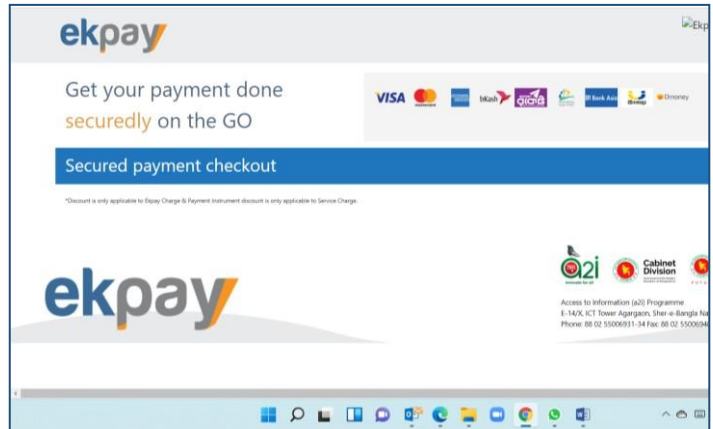 ekpay
Ekp
Get your payment done
securedly on the GO
VISA
bKash
নগদ
Bank Asia
Dmoney
Secured payment checkout
*Discount is only applicable to Ekpay Charge & Payment Instrument discount is only applicable to Service Charge.
ekpay
a2i
Cabinet
Division
Access to Information (a2i) Programme
E-14/X, ICT Tower Agargaon, Sher-e-Bangla Na
Phone: 88 02 55006931-34 Fax: 88 02 5500694